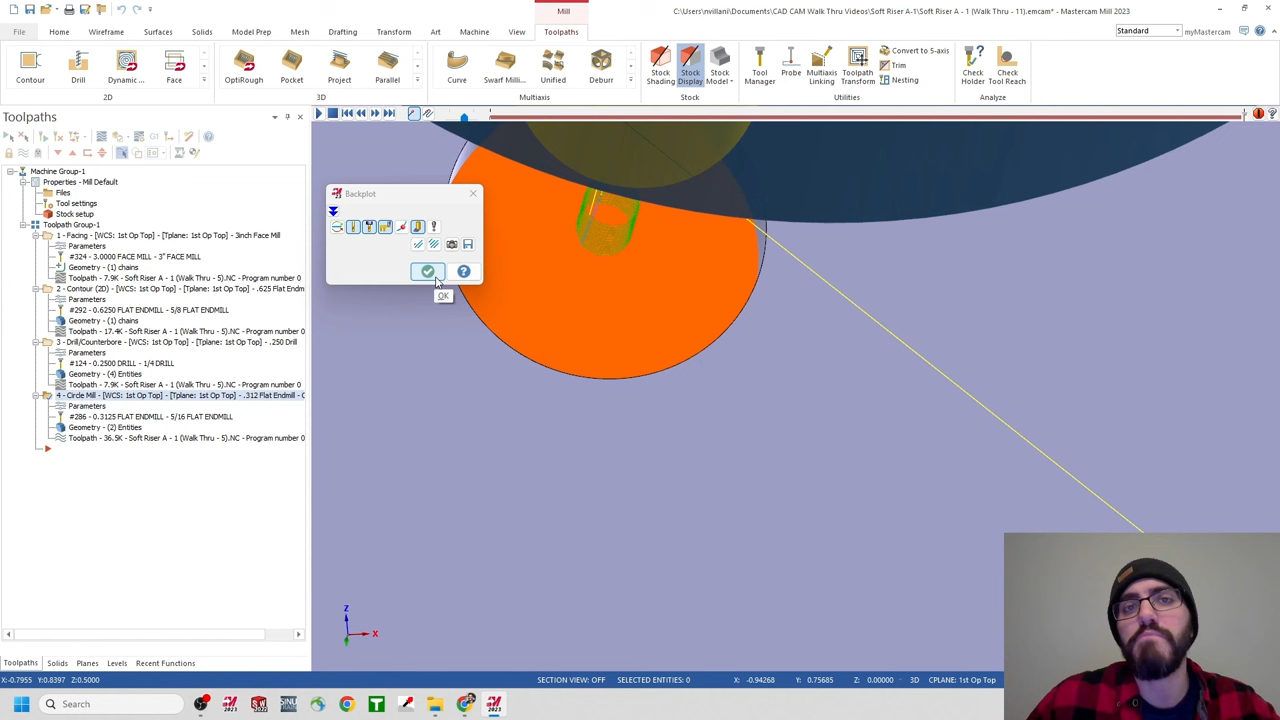 Mill
C:\Users\nvillani\Documents\CAD CAM Walk Thru Videos\Soft Riser A-1\Soft Riser A - 1 (Walk Thru - 11).emcam* - Mastercam Mill 2023
File Home Wireframe Surfaces Solids Model Prep Mesh Drafting Transform Art Machine View Toolpaths
Standard myMastercam
Contour Drill Dynamic ... Face OptiRough Pocket Project Parallel Curve Swarf Milli... Unified Deburr Stock Shading Stock Display Stock Model Tool Manager Probe Multiaxis Linking Toolpath Transform Convert to 5-axis Trim Nesting Check Holder Check Tool Reach
2D 3D Multiaxis Stock Utilities Analyze
Toolpaths
G1
Machine Group-1
Properties - Mill Default
Files
Tool settings
Stock setup
Toolpath Group-1
1 - Facing - [WCS: 1st Op Top] - [Tplane: 1st Op Top] - 3inch Face Mill
Parameters
#324 - 3.0000 FACE MILL - 3" FACE MILL
Geometry - (1) chains
Toolpath - 7.9K - Soft Riser A - 1 (Walk Thru - 5).NC - Program number 0
2 - Contour (2D) - [WCS: 1st Op Top] - [Tplane: 1st Op Top] - .625 Flat Endmil
Parameters
#292 - 0.6250 FLAT ENDMILL - 5/8 FLAT ENDMILL
Geometry - (1) chains
Toolpath - 17.4K - Soft Riser A - 1 (Walk Thru - 5).NC - Program number
3 - Drill/Counterbore - [WCS: 1st Op Top] - [Tplane: 1st Op Top] - .250 Drill
Parameters
#124 - 0.2500 DRILL - 1/4 DRILL
Geometry - (4) Entities
Toolpath - 7.6K - Soft Riser A - 1 (Walk Thru - 5).NC - Program number 0
4 - Circle Mill - [WCS: 1st Op Top] - [Tplane: 1st Op Top] - .312 Flat Endmill - C
Parameters
#286 - 0.3125 FLAT ENDMILL - 5/16 FLAT ENDMILL
Geometry - (2) Entities
Toolpath - 36.5K - Soft Riser A - 1 (Walk Thru - 5).NC - Program number
Backplot
OK
Z
X
Toolpaths Solids Planes Levels Recent Functions
X:-0.7955 Y:0.8397 Z:0.5000 SECTION VIEW: OFF SELECTED ENTITIES: 0 X: -0.94268 Y: 0.75685 Z: 0.00000 3D CPLANE: 1st Op Top
Search
2023
2023